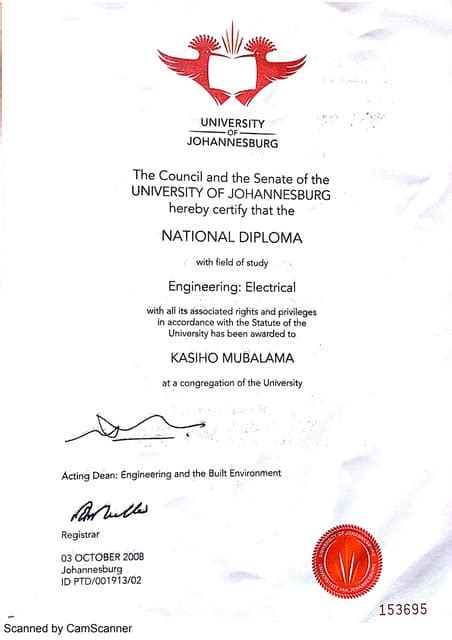 UNIVERSITY
OF
JOHANNESBURG
The Council and the Senate of the
UNIVERSITY OF JOHANNESBURG
hereby certify that the
NATIONAL DIPLOMA
with field of study
Engineering: Electrical
with all its associated rights and privileges
in accordance with the Statute of the
University has been awarded to
KASIHO MUBALAMA
at a congregation of the University
Acting Dean: Engineering and the Built Environment
Registrar
03 OCTOBER 2008
Johannesburg
ID PTD/001913/02
UNIVERSITY OF JOHANNESBURG
153695
Scanned by CamScanner